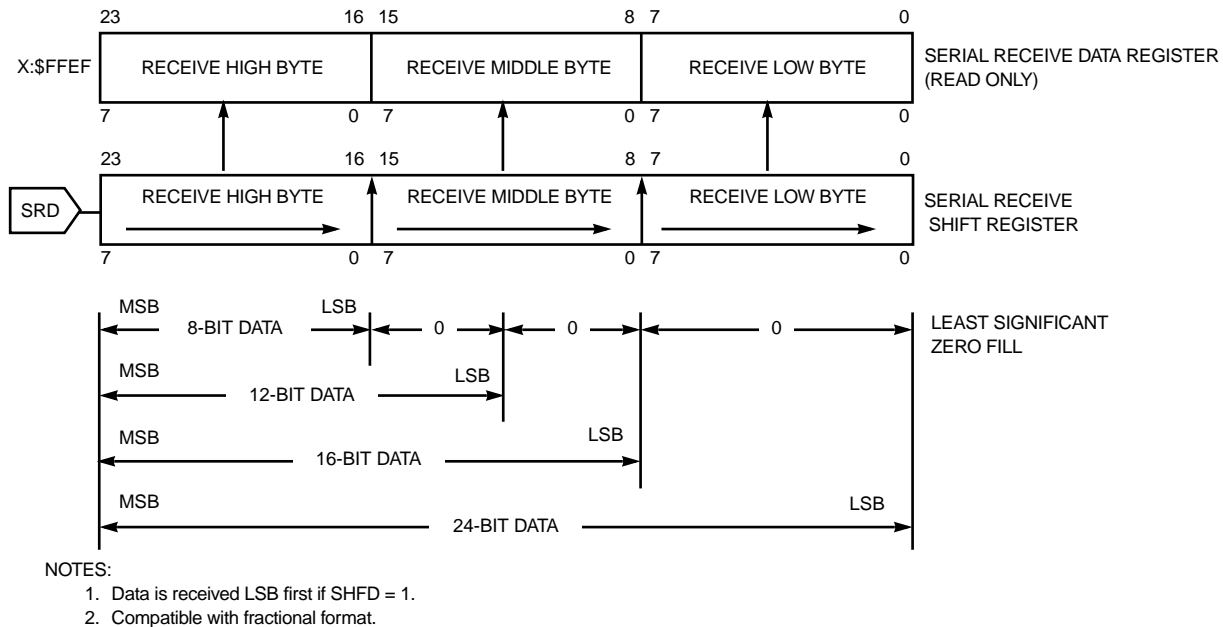 23 16 15 8 7 0
X:$FFEF RECEIVE HIGH BYTE RECEIVE MIDDLE BYTE RECEIVE LOW BYTE SERIAL RECEIVE DATA REGISTER
(READ ONLY)
7 0 7 0 7 0
23 16 15 8 7 0
SRD RECEIVE HIGH BYTE RECEIVE MIDDLE BYTE RECEIVE LOW BYTE SERIAL RECEIVE
SHIFT REGISTER
7 0 7 0 7 0
MSB LSB
8-BIT DATA 0 0 0 LEAST SIGNIFICANT
ZERO FILL
MSB LSB
12-BIT DATA
MSB LSB
16-BIT DATA
MSB LSB
24-BIT DATA
NOTES:
1. Data is received LSB first if SHFD = 1.
2. Compatible with fractional format.